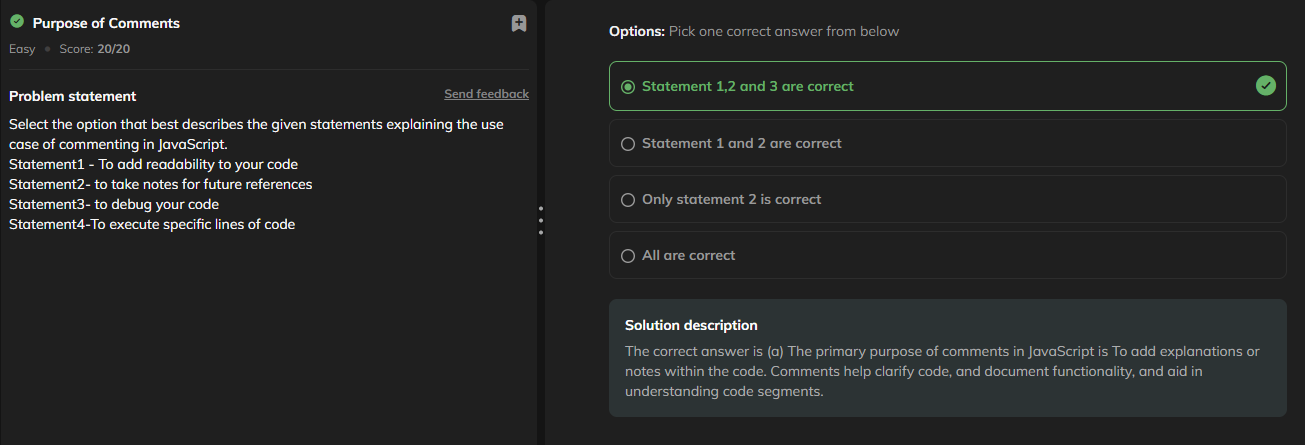 Purpose of Comments
Easy • Score: 20/20
Problem statement
Send feedback
Select the option that best describes the given statements explaining the use
case of commenting in JavaScript.
Statement1 - To add readability to your code
Statement2- to take notes for future references
Statement3- to debug your code
Statement4-To execute specific lines of code
Options: Pick one correct answer from below
Statement 1,2 and 3 are correct
Statement 1 and 2 are correct
Only statement 2 is correct
All are correct
Solution description
The correct answer is (a) The primary purpose of comments in JavaScript is To add explanations or
notes within the code. Comments help clarify code, and document functionality, and aid in
understanding code segments.